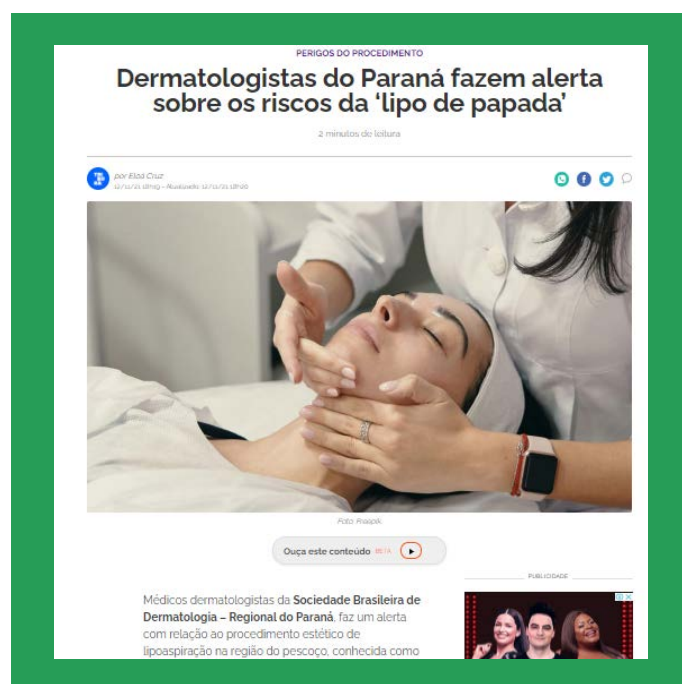 PERIGOS DO PROCEDIMENTO
Dermatologistas do Paraná fazem alerta
sobre os riscos da ‘lipo de papada’
2 minutos de leitura
por Eloá Cruz
Foto: Freepik.
Ouça este conteúdo BETA
PUBLICIDADE
Médicos dermatologistas da Sociedade Brasileira de
Dermatologia – Regional do Paraná, faz um alerta
com relação ao procedimento estético de
lipoaspiração na região do pescoço, conhecida como